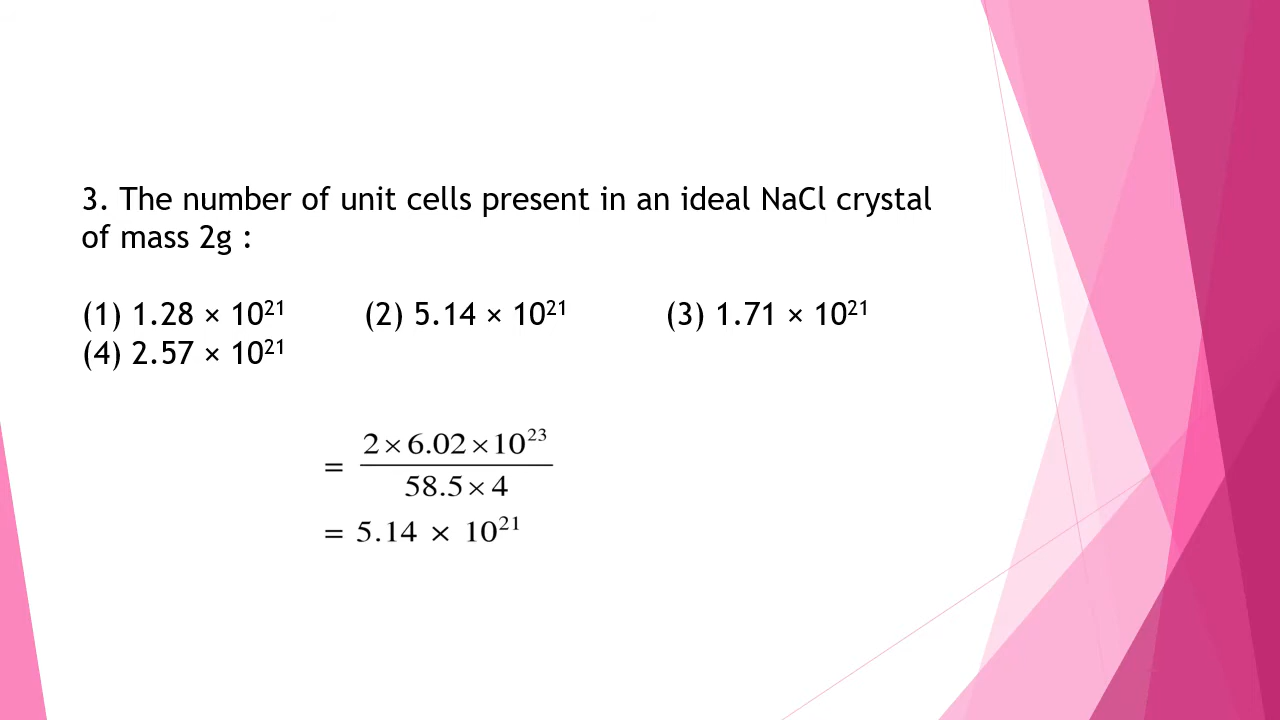 3. The number of unit cells present in an ideal NaCl crystal
of mass 2g :
(1) 1.28 × 10²¹ (2) 5.14 × 10²¹ (3) 1.71 × 10²¹
(4) 2.57 × 10²¹
= 2 × 6.02 × 10²³
58.5 × 4
= 5.14 × 10²¹